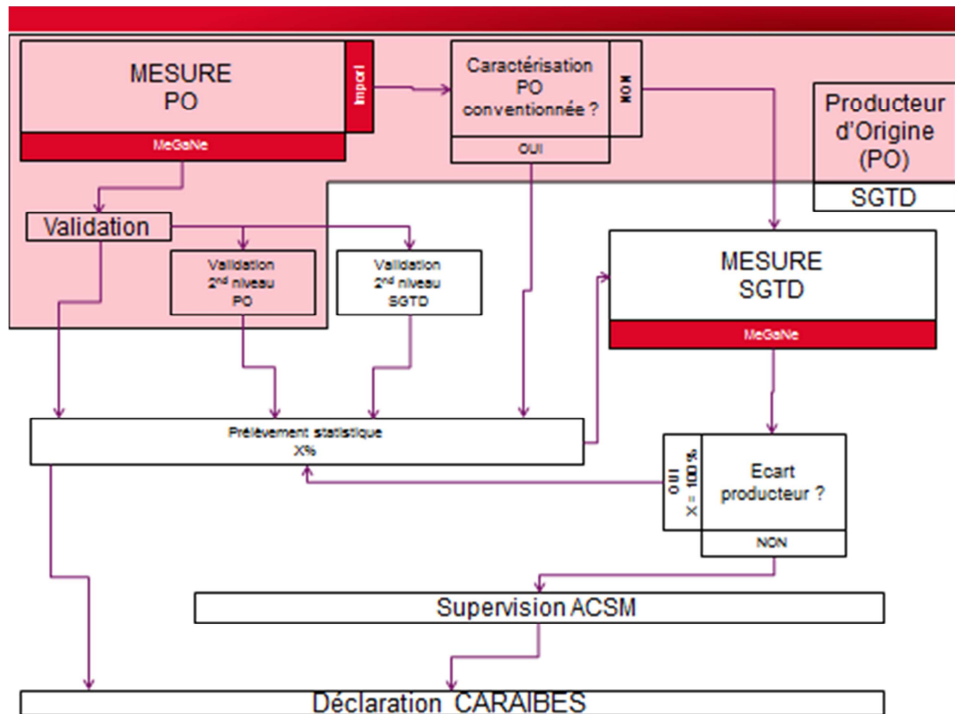 MESURE
PO
Import
MeGaNe
Caractérisation
PO
conventionnée ?
NON
OUI
Producteur
d'Origine
(PO)
SGTD
Validation
Validation
2nd niveau
PO
Validation
2nd niveau
SGTD
MESURE
SGTD
MeGaNe
Prélèvement statistique
X%
OUI
X = 100%
Ecart
producteur ?
NON
Supervision ACSM
Déclaration CARAIBES